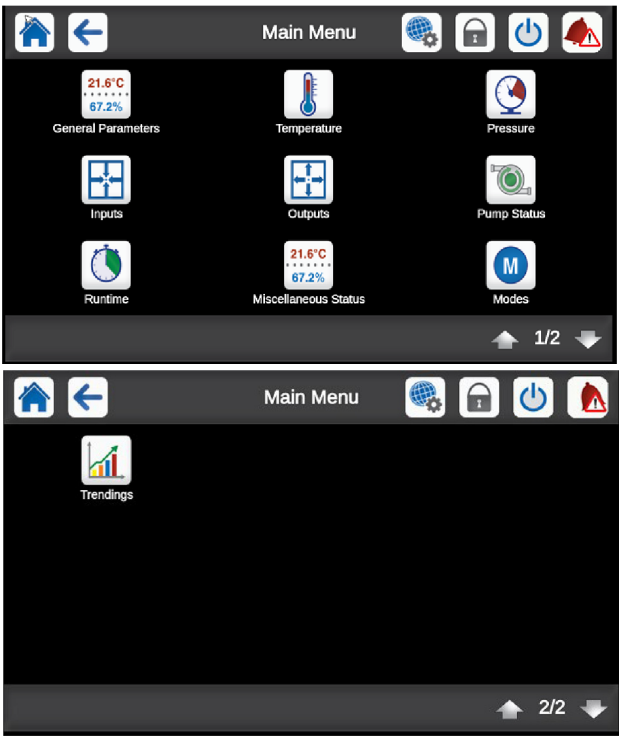 Main Menu
21.6°C
67.2%
General Parameters
Temperature
Pressure
Inputs
Outputs
Pump Status
Runtime
21.6°C
67.2%
Miscellaneous Status
M
Modes
1/2
Main Menu
Trendings
2/2